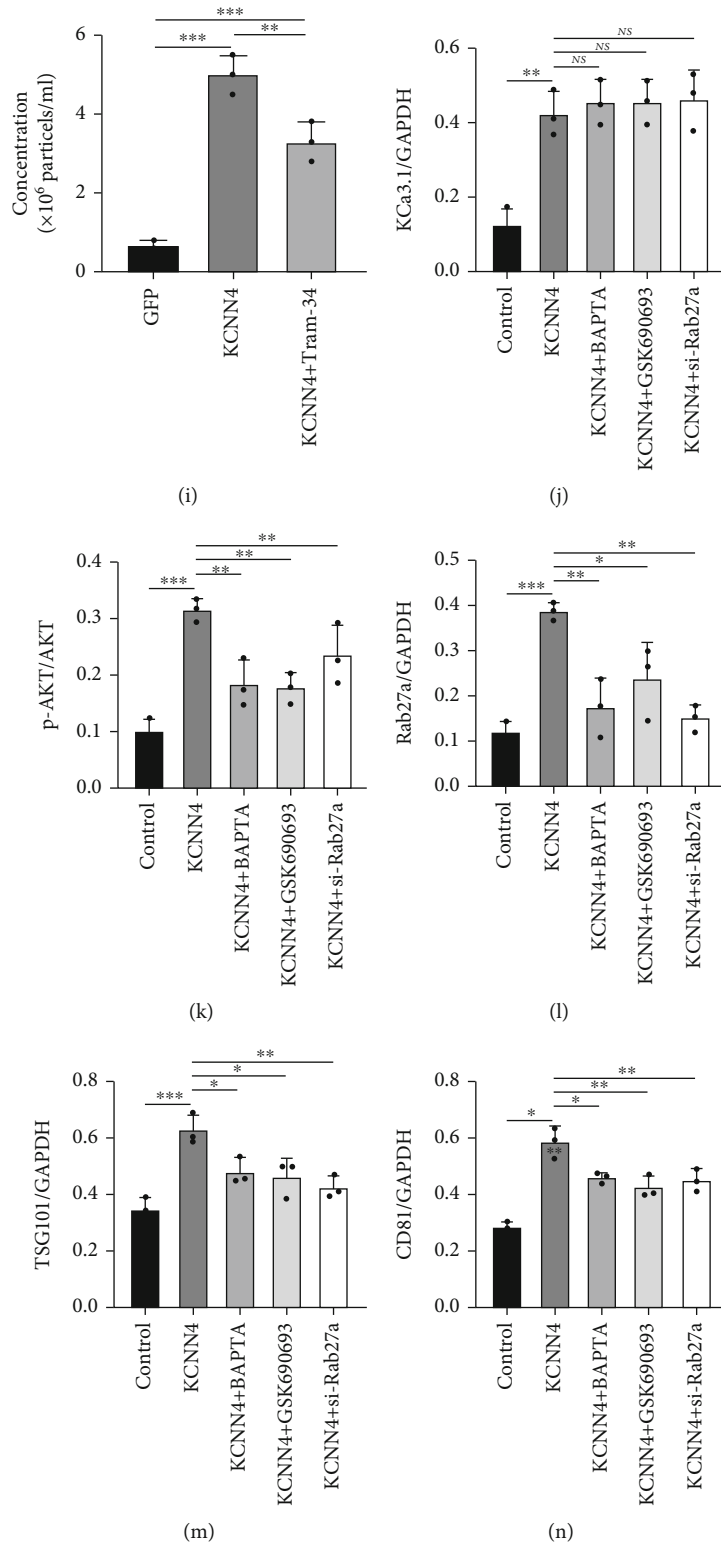 ***
***
**
Concentration
(×10⁶ particels/ml)
6
4
2
0
GFP
KCNN4
KCNN4+Tram-34
(i)
NS
NS
** NS
KCa3.1/GAPDH
0.6
0.4
0.2
0.0
Control
KCNN4
KCNN4+BAPTA
KCNN4+GSK690693
KCNN4+si-Rab27a
(j)
**
**
*** **
p-AKT/AKT
0.4
0.3
0.2
0.1
0.0
Control
KCNN4
KCNN4+BAPTA
KCNN4+GSK690693
KCNN4+si-Rab27a
(k)
**
*
*** **
Rab27a/GAPDH
0.5
0.4
0.3
0.2
0.1
0.0
Control
KCNN4
KCNN4+BAPTA
KCNN4+GSK690693
KCNN4+si-Rab27a
(l)
**
*
*** *
TSG101/GAPDH
0.8
0.6
0.4
0.2
0.0
Control
KCNN4
KCNN4+BAPTA
KCNN4+GSK690693
KCNN4+si-Rab27a
(m)
**
**
* *
**
CD81/GAPDH
0.8
0.6
0.4
0.2
0.0
Control
KCNN4
KCNN4+BAPTA
KCNN4+GSK690693
KCNN4+si-Rab27a
(n)